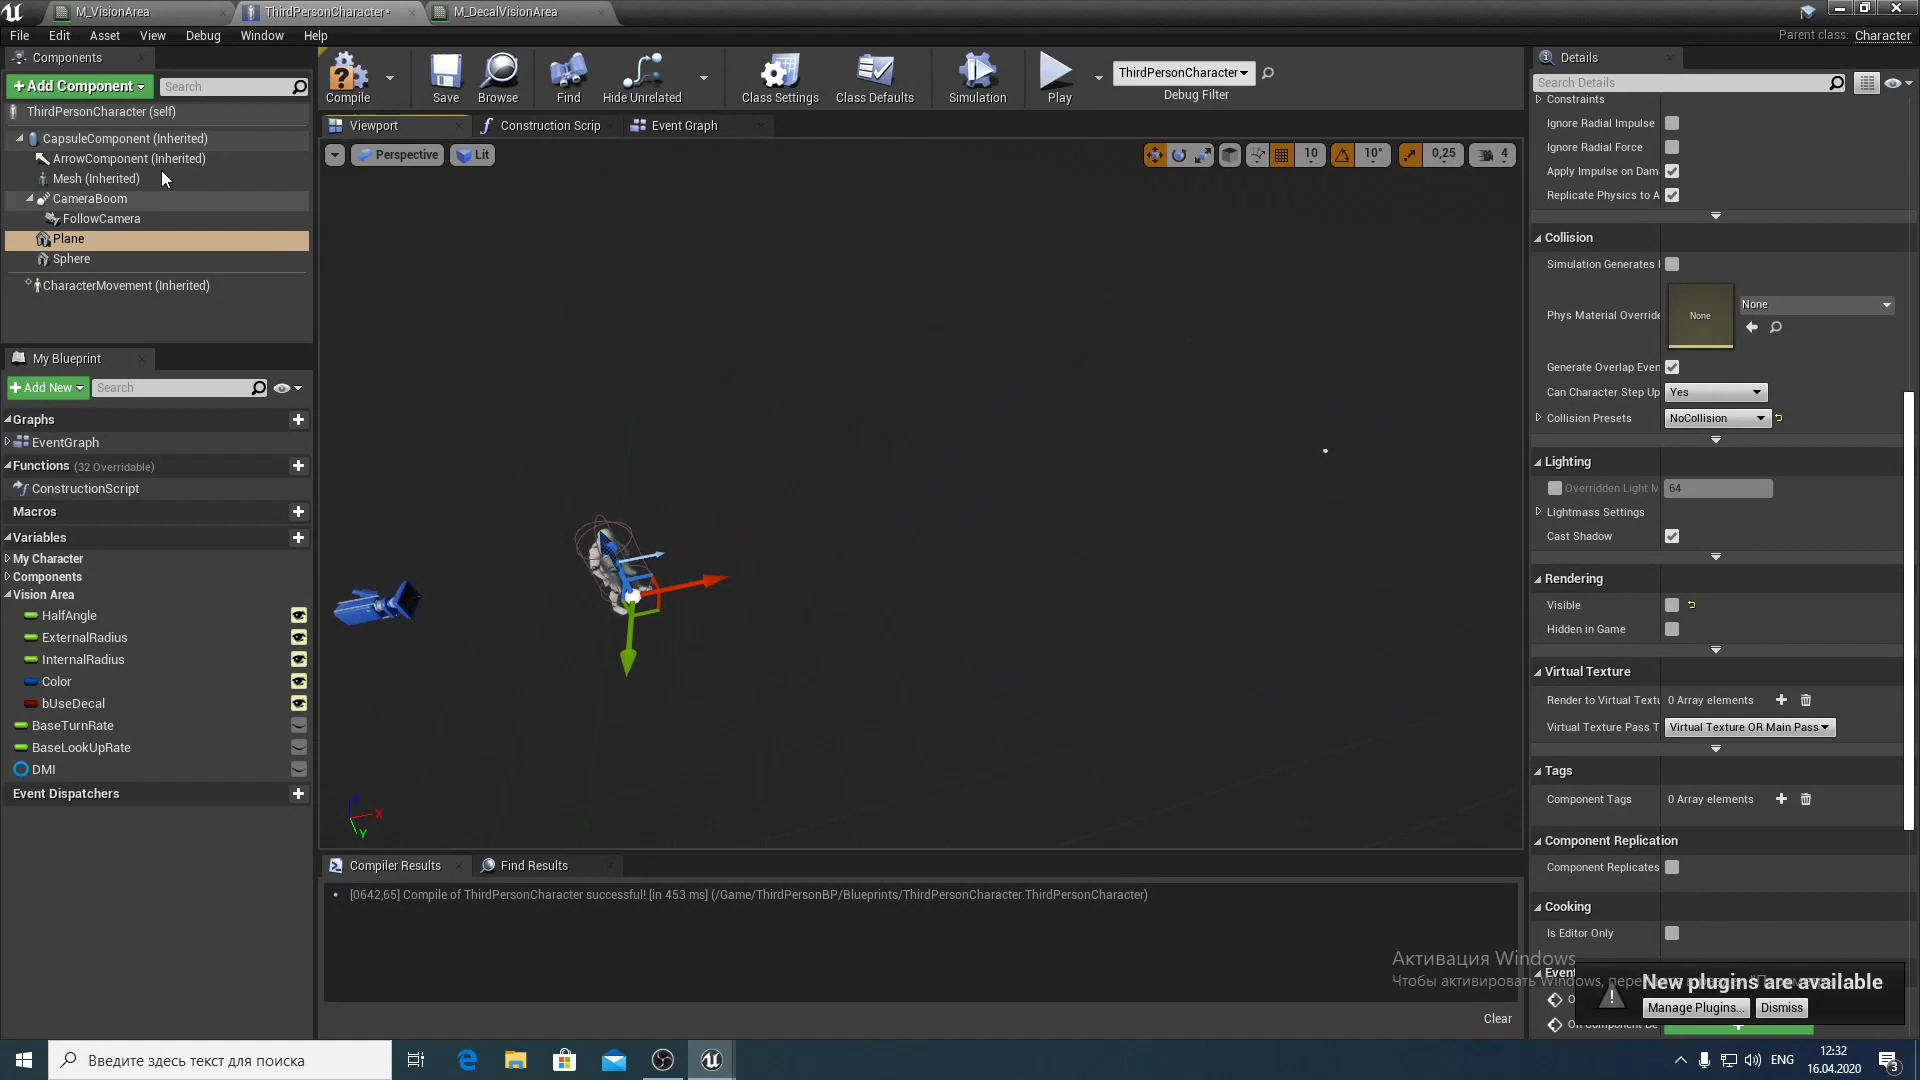 M_VisionArea
ThirdPersonCharacter*
M_DecalVisionArea
File Edit Asset View Debug Window Help
Parent class: Character
Components
+Add Component
Search
ThirdPersonCharacter (self)
CapsuleComponent (Inherited)
ArrowComponent (Inherited)
Mesh (Inherited)
CameraBoom
FollowCamera
Plane
Sphere
CharacterMovement (Inherited)
My Blueprint
+Add New
Search
Graphs
EventGraph
Functions (32 Overridable)
ConstructionScript
Macros
Variables
My Character
Components
Vision Area
HalfAngle
ExternalRadius
InternalRadius
Color
bUseDecal
BaseTurnRate
BaseLookUpRate
DMI
Event Dispatchers
Compile
Save
Browse
Find
Hide Unrelated
Class Settings
Class Defaults
Simulation
Play
ThirdPersonCharacter
Debug Filter
Viewport
Construction Scrip
Event Graph
Perspective
Lit
10
10°
0,25
4
X
Y
Compiler Results
Find Results
[0642,65] Compile of ThirdPersonCharacter successful! [in 453 ms] (/Game/ThirdPersonBP/Blueprints/ThirdPersonCharacter.ThirdPersonCharacter)
Clear
Details
Search Details
Constraints
Ignore Radial Impulse
Ignore Radial Force
Apply Impulse on Dam
Replicate Physics to A
Collision
Simulation Generates
Phys Material Override
None
None
Generate Overlap Even
Can Character Step Up
Yes
Collision Presets
NoCollision
Lighting
Overridden Light M
64
Lightmass Settings
Cast Shadow
Rendering
Visible
Hidden in Game
Virtual Texture
Render to Virtual Textu
0 Array elements
Virtual Texture Pass T
Virtual Texture OR Main Pass
Tags
Component Tags
0 Array elements
Component Replication
Component Replicates
Cooking
Is Editor Only
Event
Активация Windows
Чтобы активировать Windows,
New plugins are available
Manage Plugins...
Dismiss
Введите здесь текст для поиска
ENG
12:32
16.04.2020
3